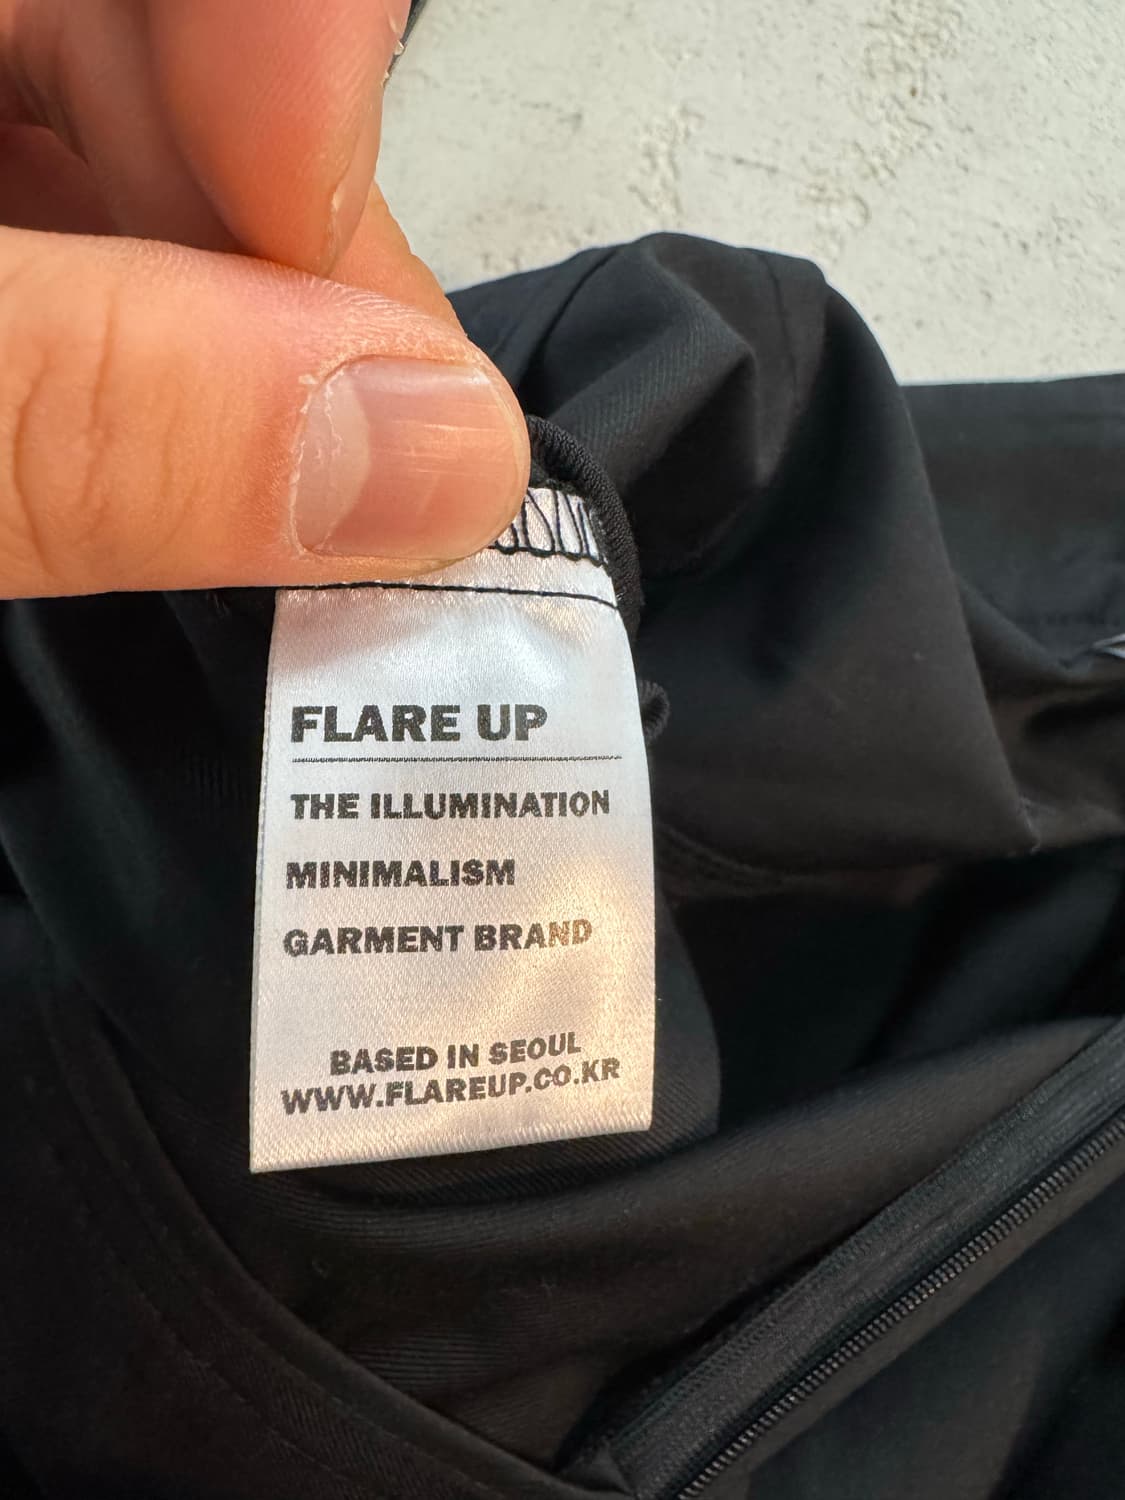 FLARE UP
THE ILLUMINATION
MINIMALISM
GARMENT BRAND
BASED IN SEOUL
WWW.FLAREUP.CO.KR